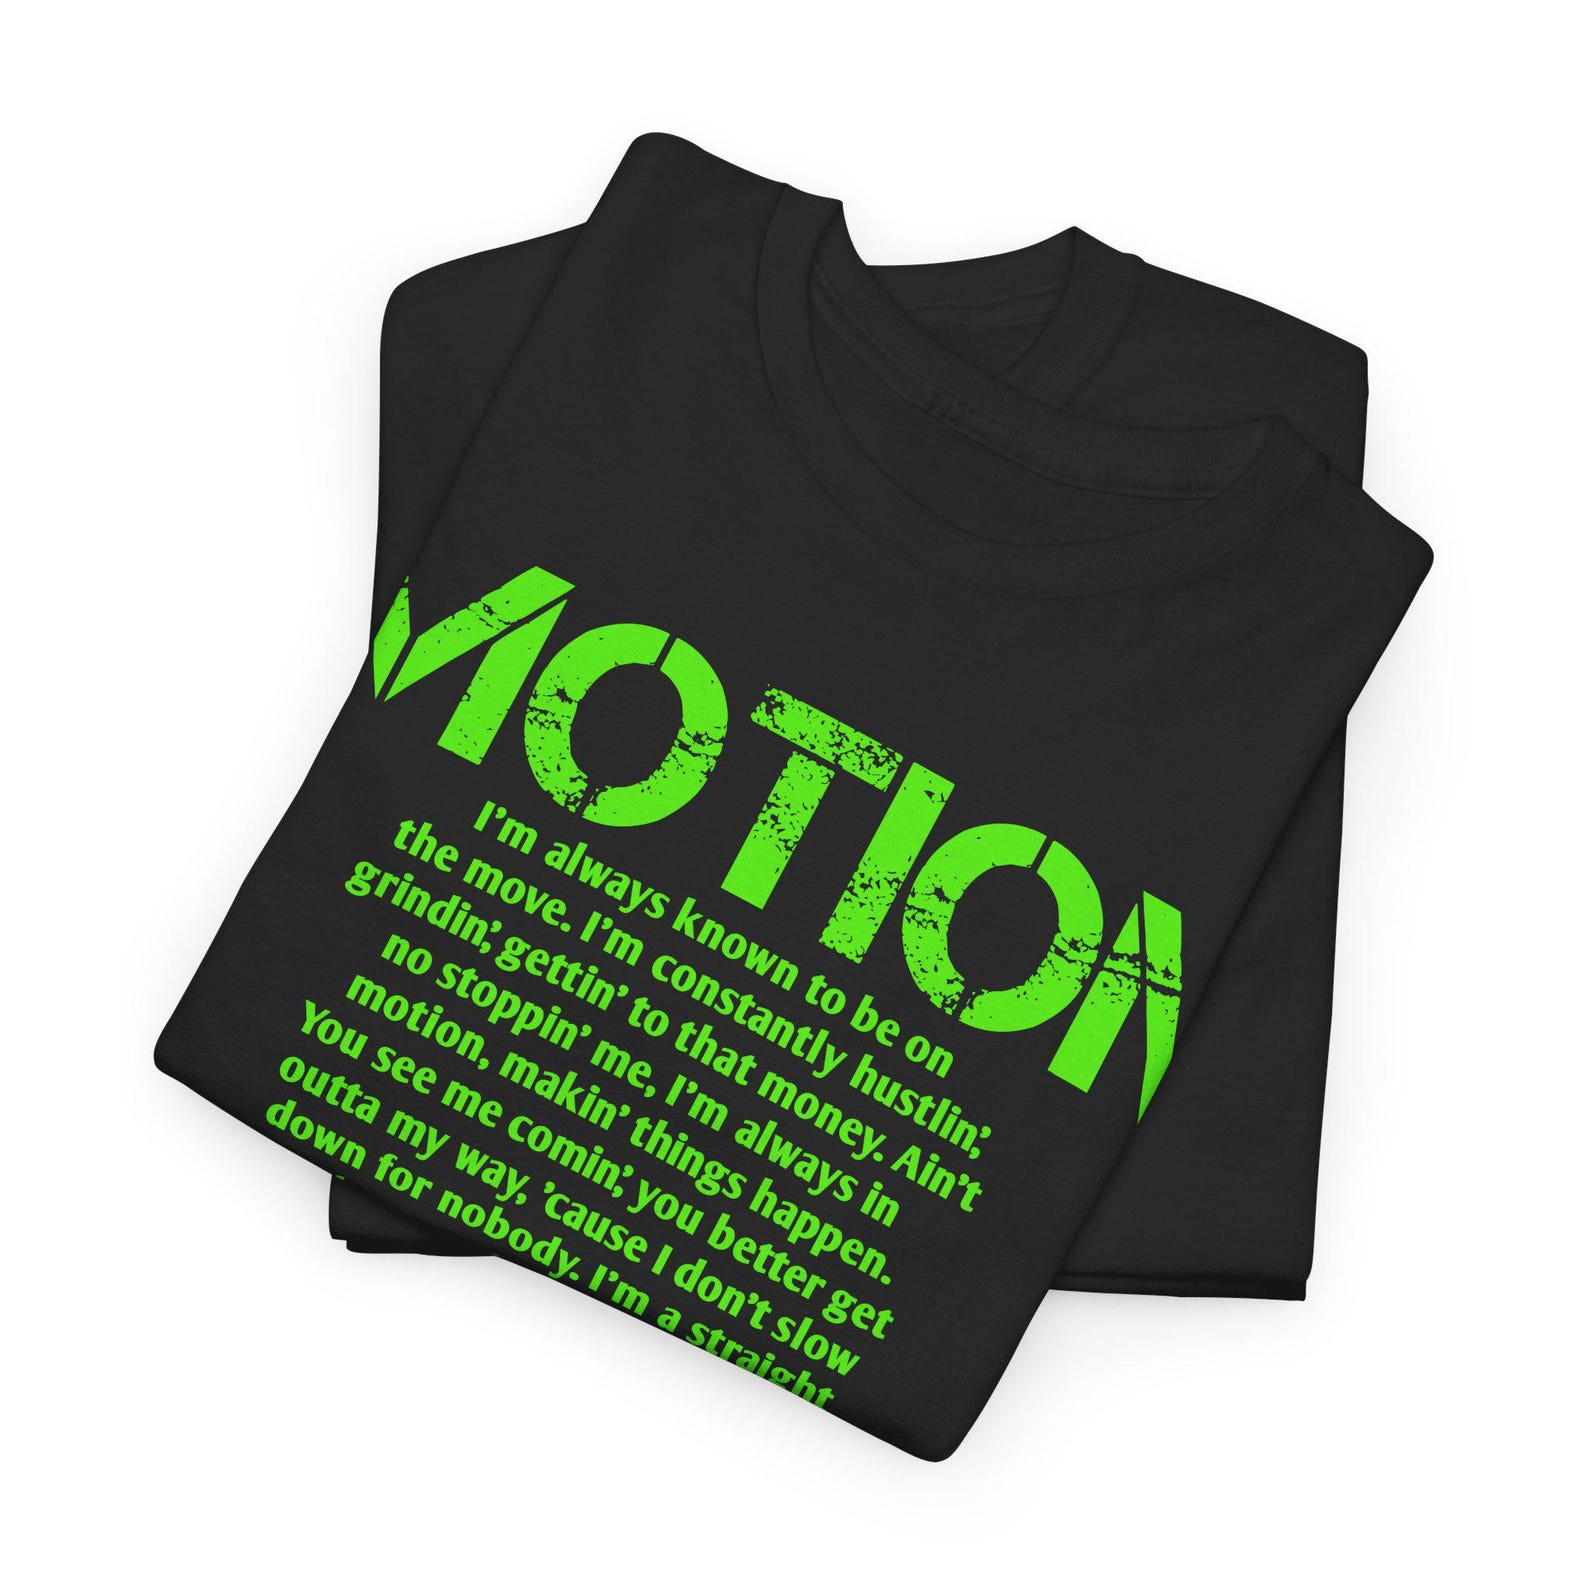 MOTION
I'm always known to be on
the move. I'm constantly hustlin',
grindin', gettin' to that money. Ain't
no stoppin' me, I'm always in
motion, makin' things happen.
You see me comin', you better get
outta my way, 'cause I don't slow
down for nobody. I'm a straight